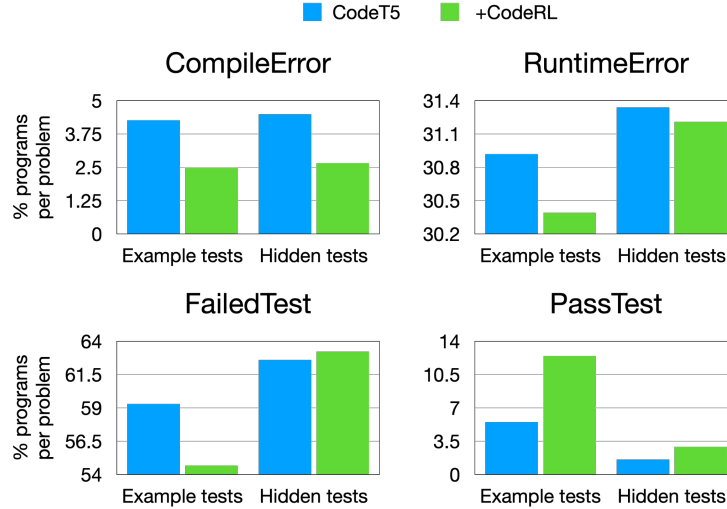 CodeT5 +CodeRL
CompileError
% programs per problem
5
3.75
2.5
1.25
0
Example tests Hidden tests
RuntimeError
31.4
31.1
30.8
30.5
30.2
Example tests Hidden tests
FailedTest
% programs per problem
64
61.5
59
56.5
54
Example tests Hidden tests
PassTest
14
10.5
7
3.5
0
Example tests Hidden tests